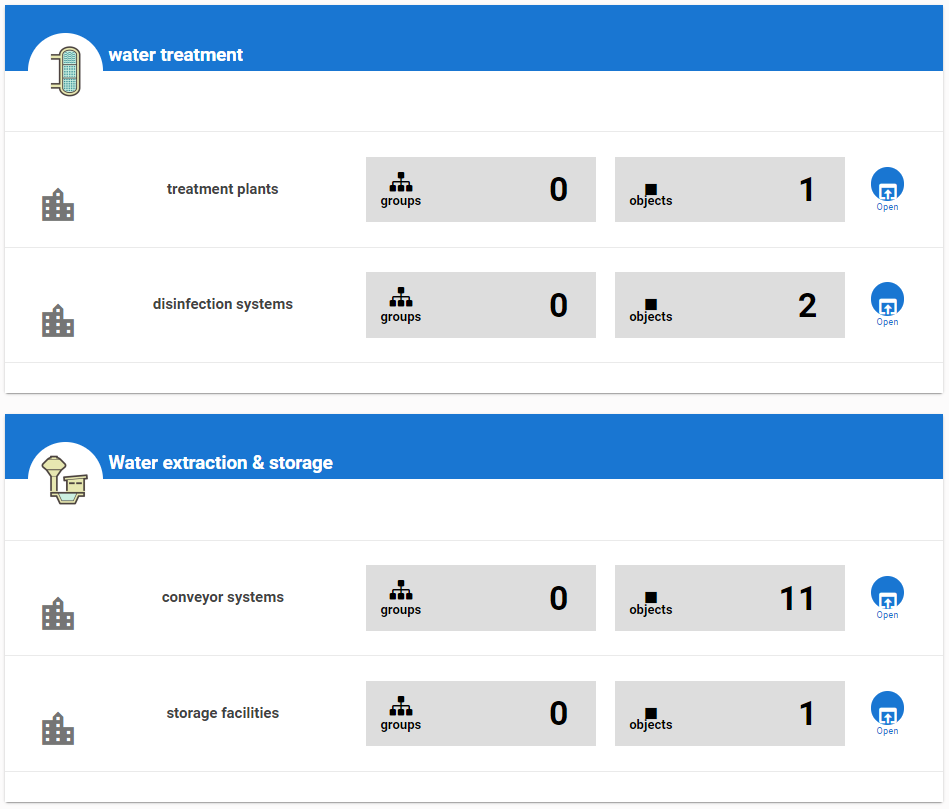 water treatment
treatment plants
groups
0
objects
1
Open
disinfection systems
groups
0
objects
2
Open
Water extraction & storage
conveyor systems
groups
0
objects
11
Open
storage facilities
groups
0
objects
1
Open